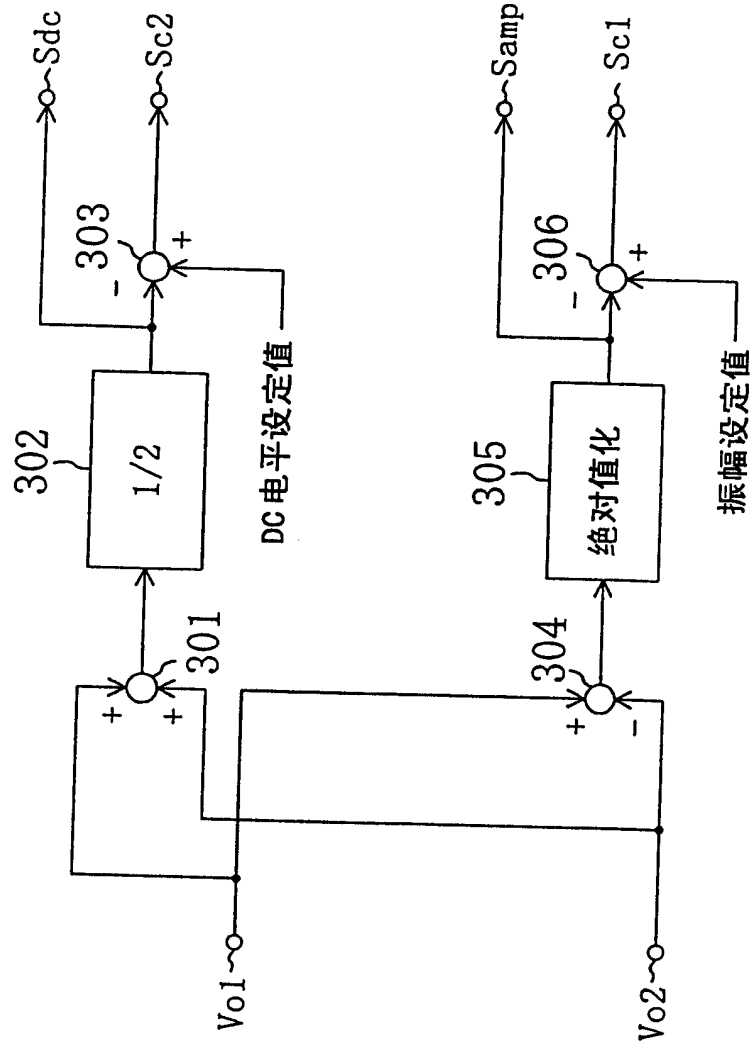 Sdc
Sc2
303
-
+
302
1/2
DC电平设定值
301
+
+
Samp
Sc1
306
-
+
305
绝对值化
振幅设定值
304
+
-
Vo1
Vo2